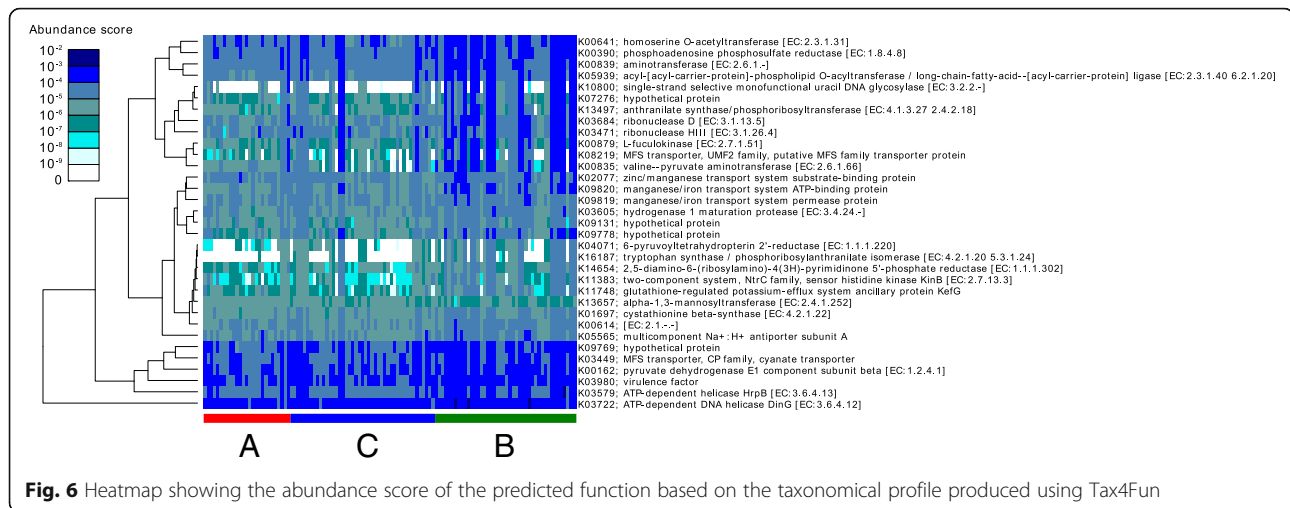 Abundance score
10-2
10-3
10-4
10-5
10-6
10-7
10-8
10-9
0
K00641; homoserine O-acetyltransferase [EC:2.3.1.31]
K00390; phosphoadenosine phosphosulfate reductase [EC:1.8.4.8]
K00839; aminotransferase [EC:2.6.1.-]
K05939; acyl-[acyl-carrier-protein]-phospholipid O-acyltransferase / long-chain-fatty-acid--[acyl-carrier-protein] ligase [EC:2.3.1.40 6.2.1.20]
K10800; single-strand selective monofunctional uracil DNA glycosylase [EC:3.2.2.-]
K07276; hypothetical protein
K13497; anthranilate synthase/phosphoribosyltransferase [EC:4.1.3.27 2.4.2.18]
K03684; ribonuclease D [EC:3.1.13.5]
K03471; ribonuclease HIII [EC:3.1.26.4]
K00879; L-fuculokinase [EC:2.7.1.51]
K08219; MFS transporter, UMF2 family, putative MFS family transporter protein
K00835; valine--pyruvate aminotransferase [EC:2.6.1.66]
K02077; zinc/manganese transport system substrate-binding protein
K09820; manganese/iron transport system ATP-binding protein
K09819; manganese/iron transport system permease protein
K03605; hydrogenase 1 maturation protease [EC:3.4.24.-]
K09131; hypothetical protein
K09778; hypothetical protein
K04071; 6-pyruvoyltetrahydropterin 2'-reductase [EC:1.1.1.220]
K16187; tryptophan synthase / phosphoribosylanthranilate isomerase [EC:4.2.1.20 5.3.1.24]
K14654; 2,5-diamino-6-(ribosylamino)-4(3H)-pyrimidinone 5'-phosphate reductase [EC:1.1.1.302]
K11383; two-component system, NtrC family, sensor histidine kinase KinB [EC:2.7.13.3]
K11748; glutathione-regulated potassium-efflux system ancillary protein KefG
K13657; alpha-1,3-mannosyltransferase [EC:2.4.1.252]
K01697; cystathionine beta-synthase [EC:4.2.1.22]
K00614; [EC:2.1.-.-]
K05565; multicomponent Na+:H+ antiporter subunit A
K09769; hypothetical protein
K03449; MFS transporter, CP family, cyanate transporter
K00162; pyruvate dehydrogenase E1 component subunit beta [EC:1.2.4.1]
K03980; virulence factor
K03579; ATP-dependent helicase HrpB [EC:3.6.4.13]
K03722; ATP-dependent DNA helicase DinG [EC:3.6.4.12]
A C B
Fig. 6 Heatmap showing the abundance score of the predicted function based on the taxonomical profile produced using Tax4Fun